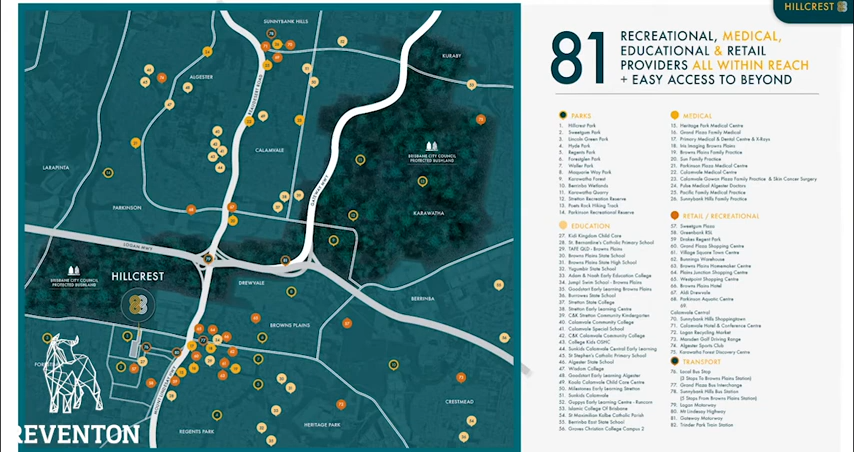 HILLCREST 88
SUNNYBANK HILLS
KURABY
ALGESTER
CALAMVALE
BRISBANE CITY COUNCIL
PROTECTED BUSHLAND
LARAPINTA
PARKINSON
KARAWATHA
LOGAN MWY
GATEWAY MWY
BRISBANE CITY COUNCIL
PROTECTED BUSHLAND
HILLCREST
88
DREWVALE
BERRINBA
BROWNS PLAINS
CRESTMEAD
HERITAGE PARK
REGENTS PARK
REVENTON
81
RECREATIONAL, MEDICAL,
EDUCATIONAL & RETAIL
PROVIDERS ALL WITHIN REACH
+ EASY ACCESS TO BEYOND
PARKS
1. Hillcrest Park
2. Sweetgum Park
3. Lincoln Green Park
4. Hyde Park
5. Regents Park
6. Forestglen Park
7. Waller Park
8. Macquarie Way Park
9. Karawatha Forest
10. Berrinba Wetlands
11. Karawatha Quarry
12. Stretton Recreation Reserve
13. Poets Rock Hiking Track
14. Parkinson Recreational Reserve
EDUCATION
27. Kidi Kingdom Child Care
28. St. Bernardine's Catholic Primary School
29. TAFE QLD - Browns Plains
30. Browns Plains State School
31. Browns Plains State High School
32. Yugumbir State School
33. Adam & Noah Early Education College
34. Jump! Swim School - Browns Plains
35. Goodstart Early Learning Browns Plains
36. Burrowes State School
37. Stretton State College
38. Stretton Early Learning Centre
39. C&K Stretton Community Kindergarten
40. Calamvale Community College
41. Calamvale Special School
42. C&K Calamvale Community College
43. College Kids OSHC
44. Sunkids Calamvale Central Early Learning
45. St Stephen's Catholic Primary School
46. Algester State School
47. Wisdom College
48. Goodstart Early Learning Algester
49. Koala Calamvale Child Care Centre
50. Milestones Early Learning Stretton
51. Sunkids Calamvale
52. Guppys Early Learning Centre - Runcorn
53. Islamic College Of Brisbane
54. St Maximilian Kolbe Catholic Parish
55. Berrinba East State School
56. Groves Christian College Campus 2
MEDICAL
15. Heritage Park Medical Centre
16. Grand Plaza Family Medical
17. Primary Medical & Dental Centre & X-Rays
18. Iris Imaging Browns Plains
19. Browns Plains Family Practice
20. Sun Family Practice
21. Parkinson Plaza Medical Centre
22. Calamvale Medical Centre
23. Calamvale Gowan Plaza Family Practice & Skin Cancer Surgery
24. Pulse Medical Algester Doctors
25. Pacific Family Medical Practice
26. Sunnybank Hills Family Practice
RETAIL / RECREATIONAL
57. Sweetgum Plaza
58. Greenbank RSL
59. Drakes Regent Park
60. Grand Plaza Shopping Centre
61. Village Square Town Centre
62. Bunnings Warehouse
63. Browns Plains Homemaker Centre
64. Plains Junction Shopping Centre
65. Westpoint Shopping Centre
66. Browns Plains Hotel
67. Aldi Drewvale
68. Parkinson Aquatic Centre
69.
Calamvale Central
70. Sunnybank Hills Shoppingtown
71. Calamvale Hotel & Conference Centre
72. Logan Recycling Market
73. Marsden Golf Driving Range
74. Algester Sports Club
75. Karawatha Forest Discovery Centre
TRANSPORT
76. Local Bus Stop
(2 Stops To Browns Plains Station)
77. Grand Plaza Bus Interchange
78. Sunnybank Hills Bus Station
(2 Stops From Browns Plains Station)
79. Logan Motorway
80. Mt Lindesay Highway
81. Gateway Motorway
82. Trinder Park Train Station